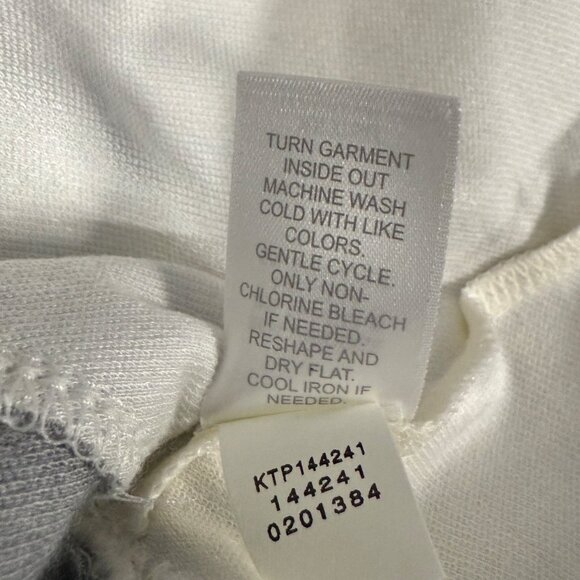 TURN GARMENT
INSIDE OUT
MACHINE WASH
COLD WITH LIKE
COLORS.
GENTLE CYCLE.
ONLY NON-
CHLORINE BLEACH
IF NEEDED.
RESHAPE AND
DRY FLAT.
COOL IRON IF
NEEDED.
KTP144241
144241
0201384